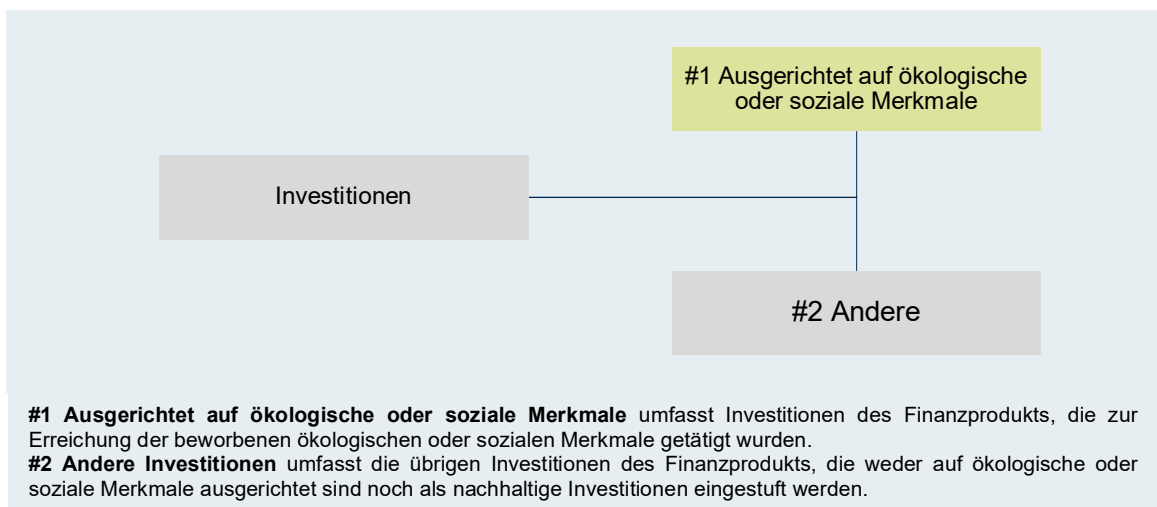 #1 Ausgerichtet auf ökologische
oder soziale Merkmale
Investitionen
#2 Andere
#1 Ausgerichtet auf ökologische oder soziale Merkmale umfasst Investitionen des Finanzprodukts, die zur
Erreichung der beworbenen ökologischen oder sozialen Merkmale getätigt wurden.
#2 Andere Investitionen umfasst die übrigen Investitionen des Finanzprodukts, die weder auf ökologische oder
soziale Merkmale ausgerichtet sind noch als nachhaltige Investitionen eingestuft werden.